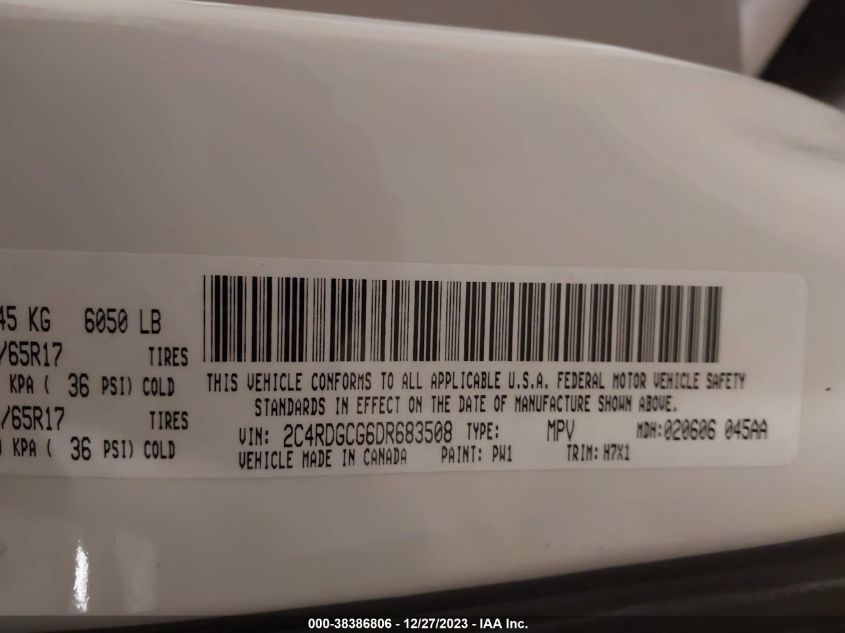 45 KG 6050 LB
/65R17 TIRES
KPA ( 36 PSI) COLD
/65R17 TIRES
KPA ( 36 PSI) COLD
THIS VEHICLE CONFORMS TO ALL APPLICABLE U.S.A. FEDERAL MOTOR VEHICLE SAFETY
STANDARDS IN EFFECT ON THE DATE OF MANUFACTURE SHOWN ABOVE.
VIN: 2C4RDGCG6DR683508 TYPE: MPV MDH:020606 045AA
VEHICLE MADE IN CANADA PAINT: PW1 TRIM: H7X1
000-38386806 - 12/27/2023 - IAA Inc.